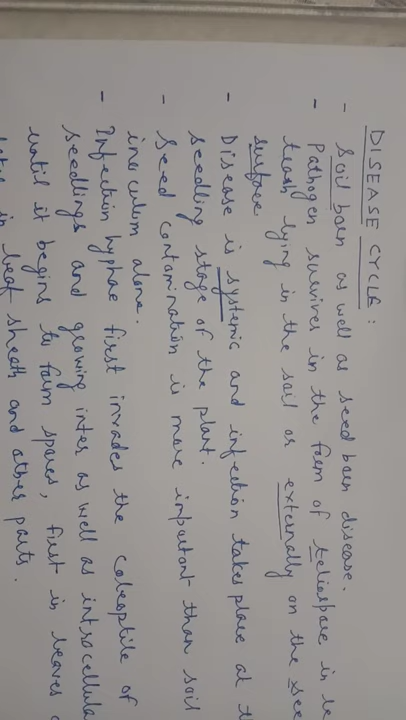 DISEASE CYCLE :
- Soil born as well as seed born disease.
- Pathogen survives in the form of teliospore in le
trash lying in the soil or externally on the see
surface
- Disease is systemic and infection takeplace at t
seedling stage of the plant.
- Seed contamination is more important than soil
inoculum alone.
- Infection hyphae first invades the coleoptile of
seedlings and growing inter as well as intracellula
until it begins to form spores, first in leaves
in leaf sheath and other parts.